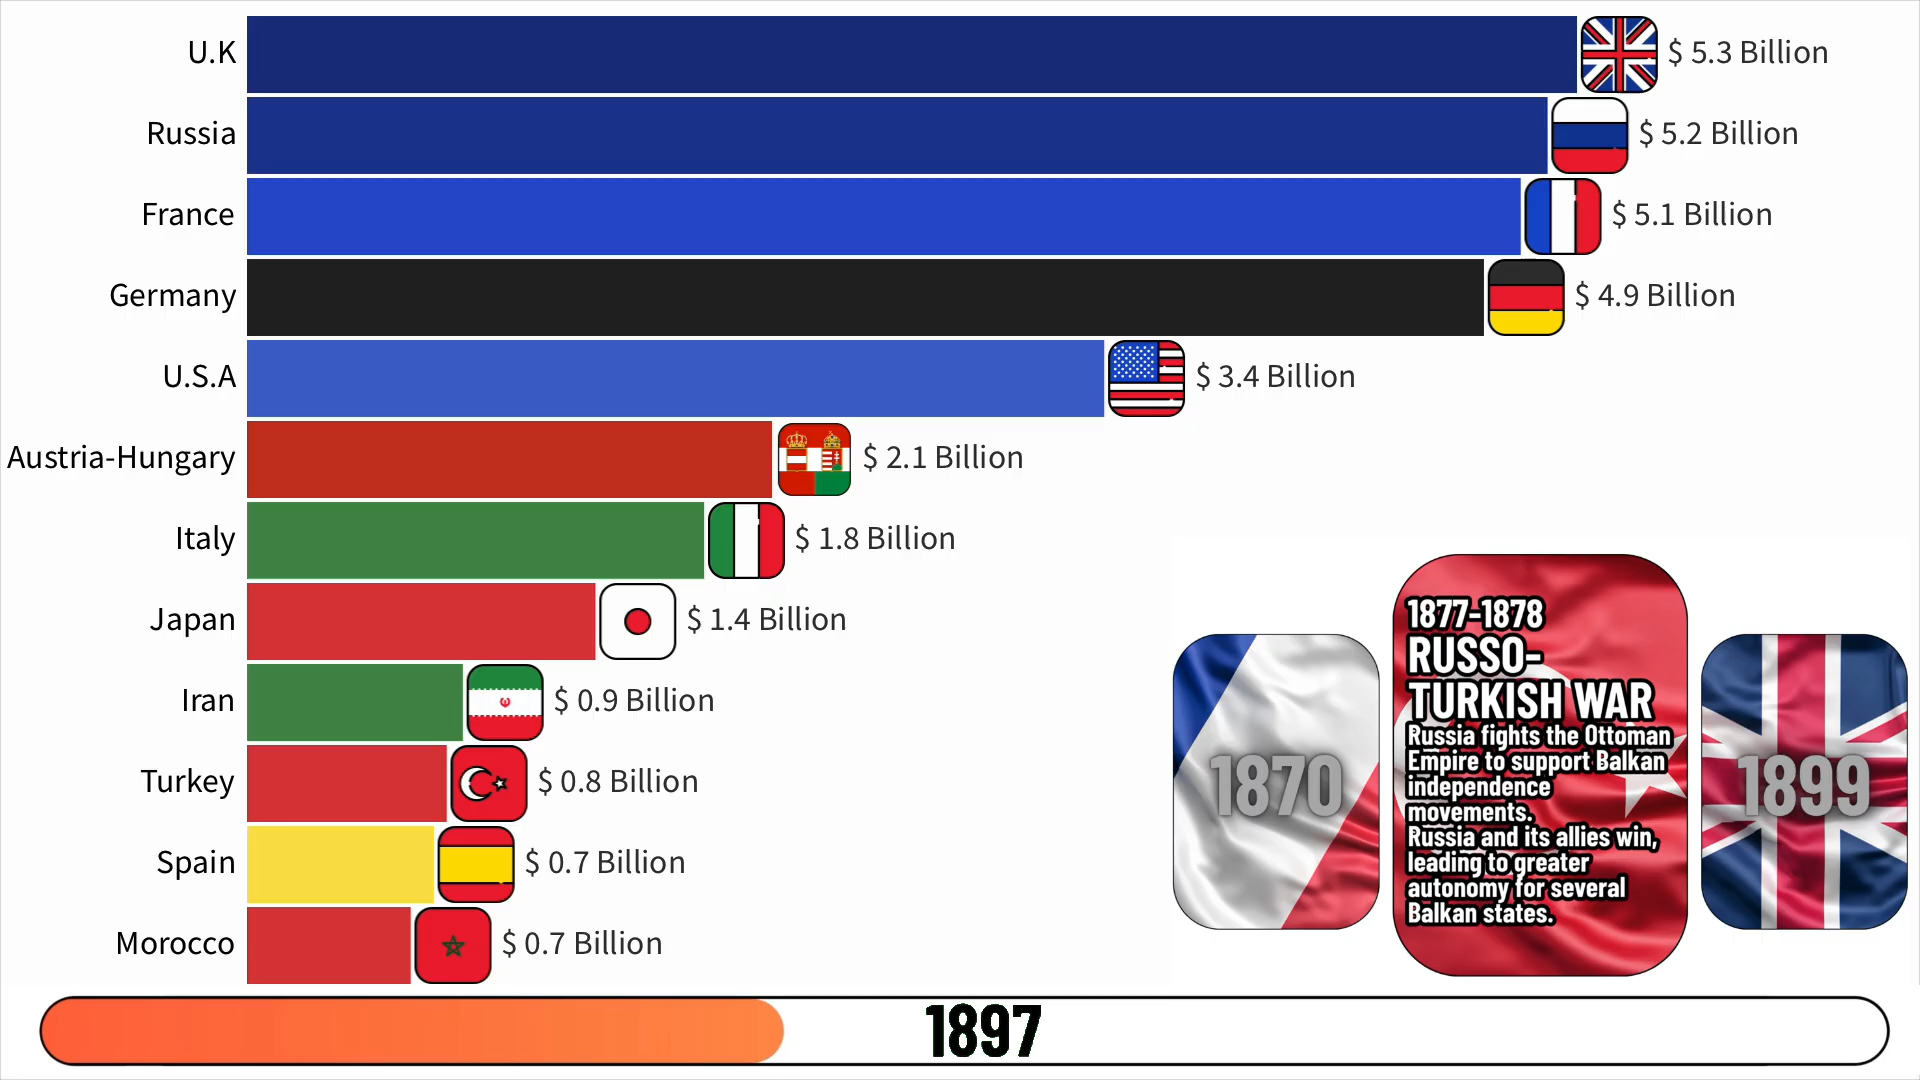 U.K $ 5.3 Billion
Russia $ 5.2 Billion
France $ 5.1 Billion
Germany $ 4.9 Billion
U.S.A $ 3.4 Billion
Austria-Hungary $ 2.1 Billion
Italy $ 1.8 Billion
Japan $ 1.4 Billion
Iran $ 0.9 Billion
Turkey $ 0.8 Billion
Spain $ 0.7 Billion
Morocco $ 0.7 Billion
1870
1877-1878
RUSSO-
TURKISH WAR
Russia fights the Ottoman
Empire to support Balkan
independence
movements.
Russia and its allies win,
leading to greater
autonomy for several
Balkan states.
1899
1897